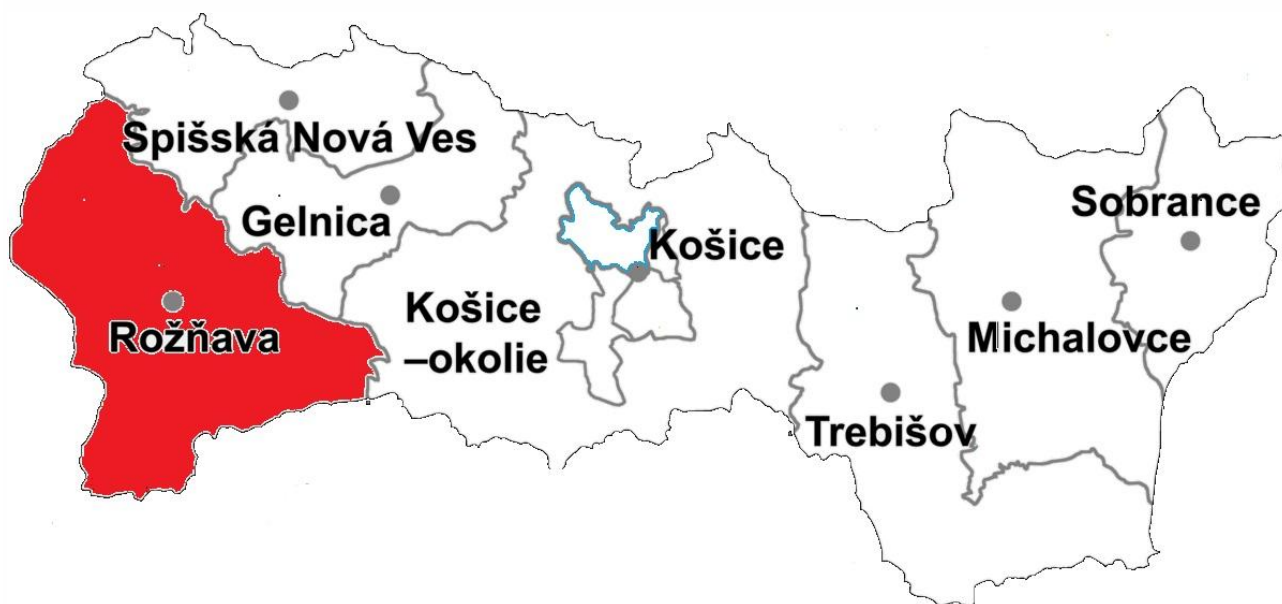 Spišská Nová Ves
Sobrance
Gelnica
Košice
Košice
–okolie
Rožňava
Michalovce
Trebišov